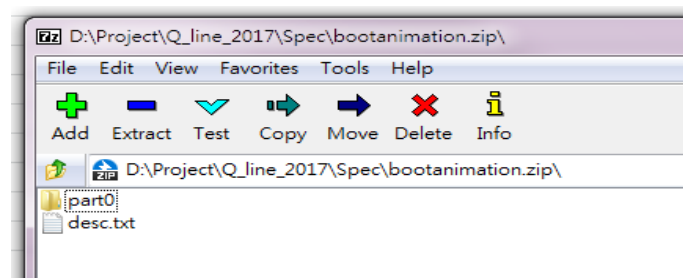 7z D:\Project\Q_line_2017\Spec\bootanimation.zip\
File Edit View Favorites Tools Help
Add Extract Test Copy Move Delete Info
ZIP D:\Project\Q_line_2017\Spec\bootanimation.zip\
part0
desc.txt